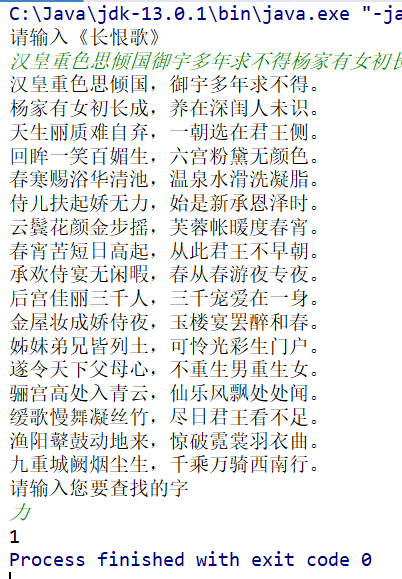 C:\Java\jdk-13.0.1\bin\java.exe "-ja
请输入《长恨歌》
汉皇重色思倾国御宇多年求不得杨家有女初长
汉皇重色思倾国，御宇多年求不得。
杨家有女初长成，养在深闺人未识。
天生丽质难自弃，一朝选在君王侧。
回眸一笑百媚生，六宫粉黛无颜色。
春寒赐浴华清池，温泉水滑洗凝脂。
侍儿扶起娇无力，始是新承恩泽时。
云鬓花颜金步摇，芙蓉帐暖度春宵。
春宵苦短日高起，从此君王不早朝。
承欢侍宴无闲暇，春从春游夜专夜。
后宫佳丽三千人，三千宠爱在一身。
金屋妆成娇侍夜，玉楼宴罢醉和春。
姊妹弟兄皆列土，可怜光彩生门户。
遂令天下父母心，不重生男重生女。
骊宫高处入青云，仙乐风飘处处闻。
缓歌慢舞凝丝竹，尽日君王看不足。
渔阳鼙鼓动地来，惊破霓裳羽衣曲。
九重城阙烟尘生，千乘万骑西南行。
请输入您要查找的字
力
1
Process finished with exit code 0